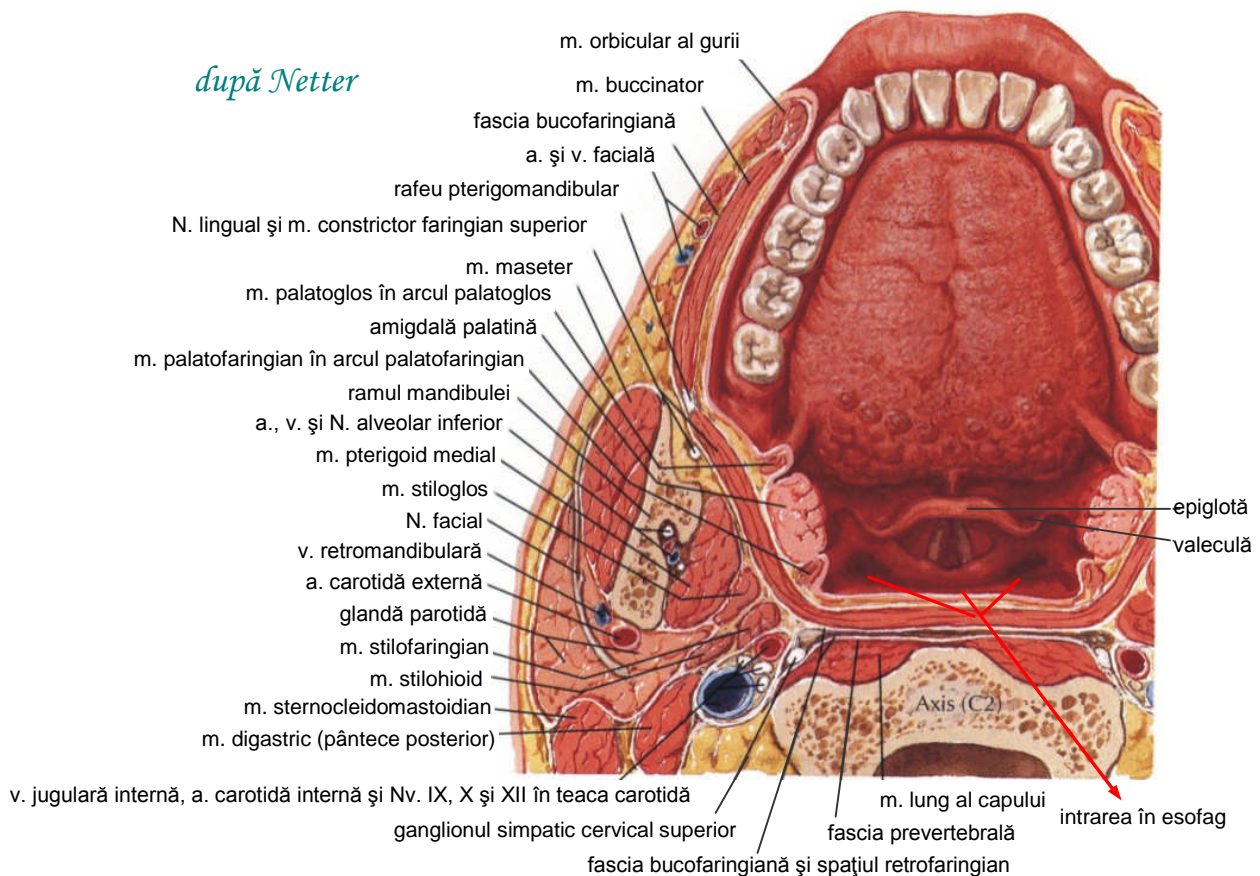 după Netter
m. orbicular al gurii
m. buccinator
fascia bucofaringiană
a. şi v. facială
rafeu pterigomandibular
N. lingual şi m. constrictor faringian superior
m. maseter
m. palatoglos în arcul palatoglos
amigdală palatină
m. palatofaringian în arcul palatofaringian
ramul mandibulei
a., v. şi N. alveolar inferior
m. pterigoid medial
m. stiloglos
N. facial
v. retromandibulară
a. carotidă externă
glandă parotidă
m. stilofaringian
m. stilohioid
m. sternocleidomastoidian
m. digastric (pântece posterior)
v. jugulară internă, a. carotidă internă şi Nv. IX, X şi XII în teaca carotidă
ganglionul simpatic cervical superior
fascia bucofaringiană şi spaţiul retrofaringian
fascia prevertebrală
m. lung al capului
intrarea în esofag
Axis (C2)
epiglotă
valeculă